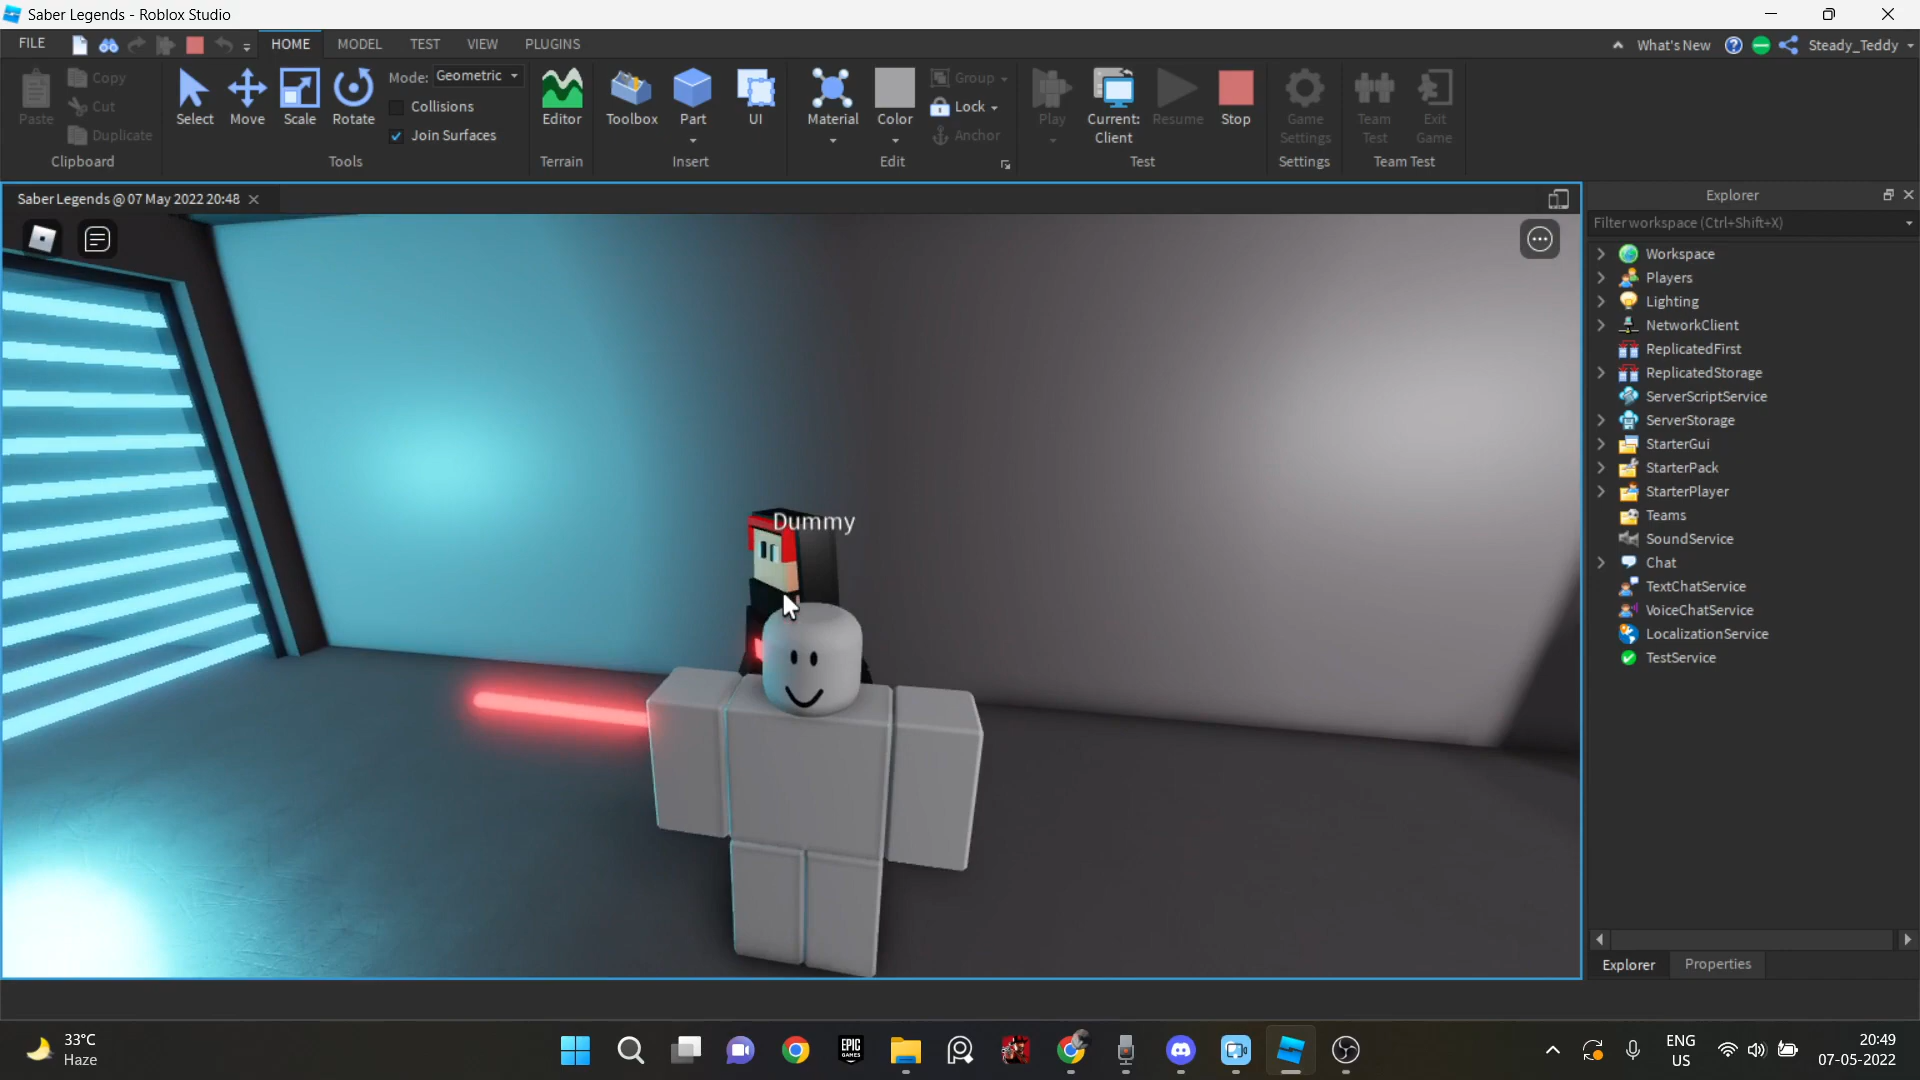 Saber Legends - Roblox Studio
FILE HOME MODEL TEST VIEW PLUGINS What's New Steady_Teddy
Paste Copy Cut Duplicate
Clipboard
Select Move Scale Rotate
Mode: Geometric
Collisions
Join Surfaces
Tools
Editor
Terrain
Toolbox Part UI
Insert
Material Color
Group
Lock
Anchor
Edit
Play Current: Client Resume Stop
Test
Game Settings
Settings
Team Test Exit Game
Team Test
Saber Legends @ 07 May 2022 20:48
Dummy
Explorer
Filter workspace (Ctrl+Shift+X)
Workspace
Players
Lighting
NetworkClient
ReplicatedFirst
ReplicatedStorage
ServerScriptService
ServerStorage
StarterGui
StarterPack
StarterPlayer
Teams
SoundService
Chat
TextChatService
VoiceChatService
LocalizationService
TestService
Explorer Properties
33°C
Haze
EPIC GAMES
ENG
US
20:49
07-05-2022